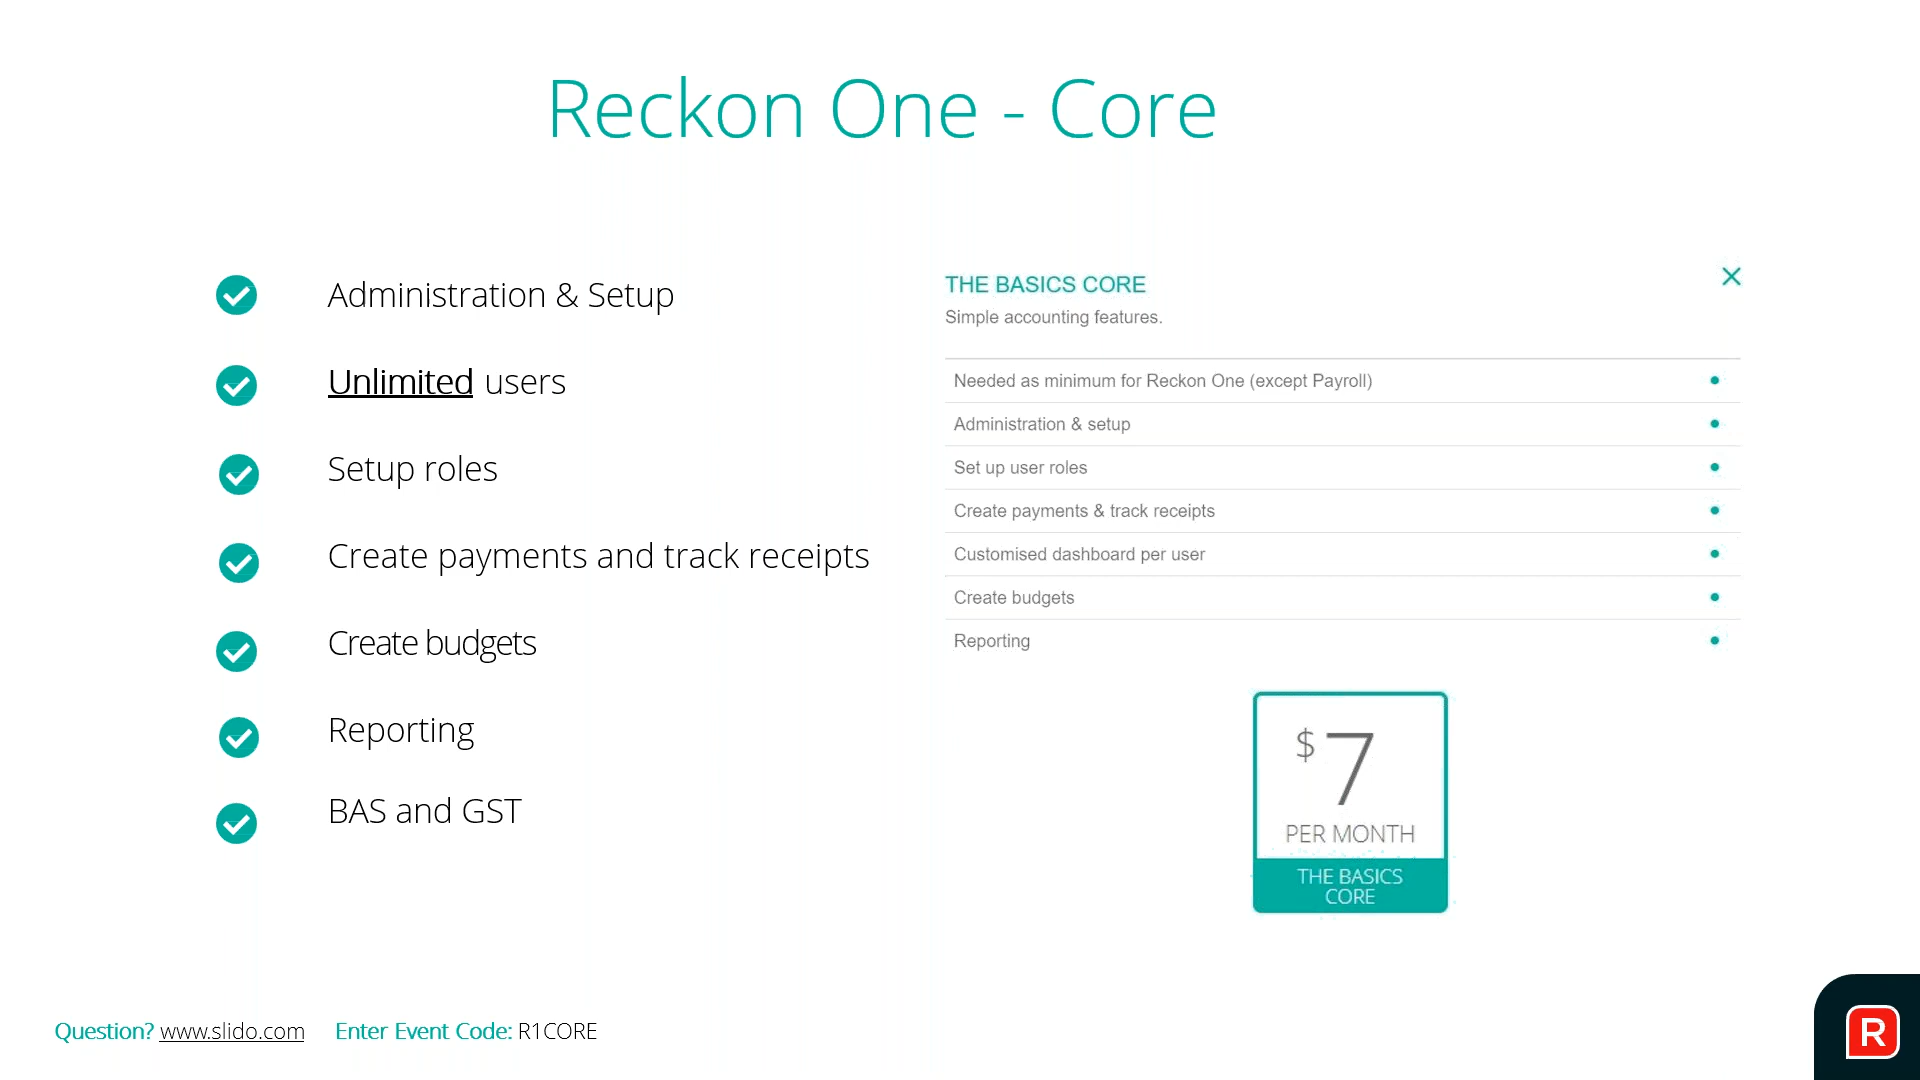 Reckon One - Core
Administration & Setup
Unlimited users
Setup roles
Create payments and track receipts
Create budgets
Reporting
BAS and GST
THE BASICS CORE
Simple accounting features.
Needed as minimum for Reckon One (except Payroll)
Administration & setup
Set up user roles
Create payments & track receipts
Customised dashboard per user
Create budgets
Reporting
$7
PER MONTH
THE BASICS
CORE
Question? www.slido.com Enter Event Code: R1CORE
R